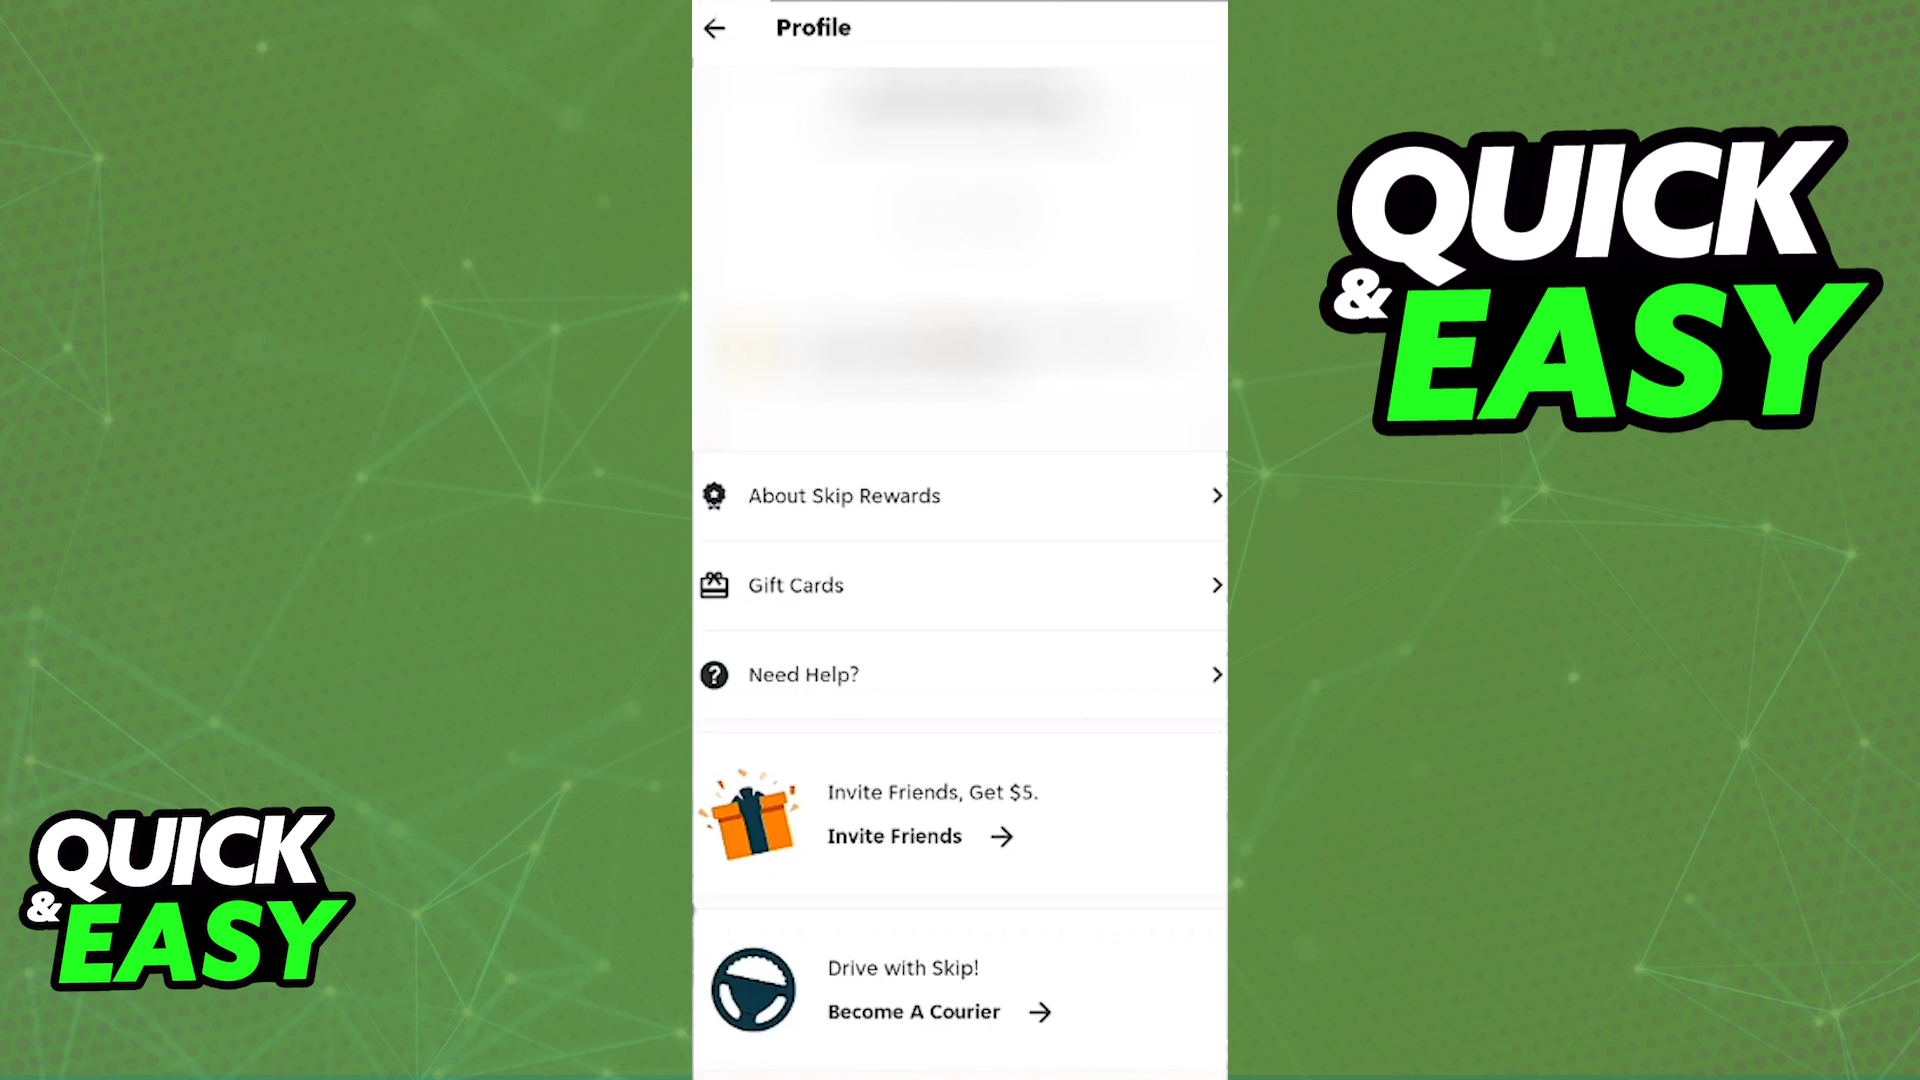 Profile
QUICK
& EASY
About Skip Rewards
Gift Cards
Need Help?
Invite Friends, Get $5.
Invite Friends
Drive with Skip!
Become A Courier
QUICK
& EASY